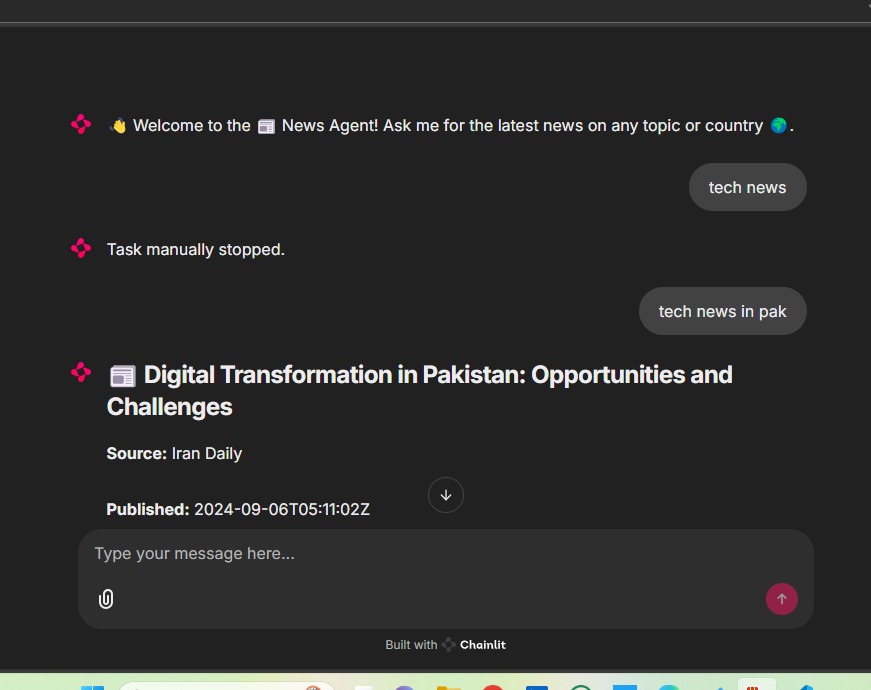 👋 Welcome to the 📰 News Agent! Ask me for the latest news on any topic or country 🌍.
tech news
Task manually stopped.
tech news in pak
📰 Digital Transformation in Pakistan: Opportunities and
Challenges
Source: Iran Daily
Published: 2024-09-06T05:11:02Z
Type your message here...
Built with Chainlit